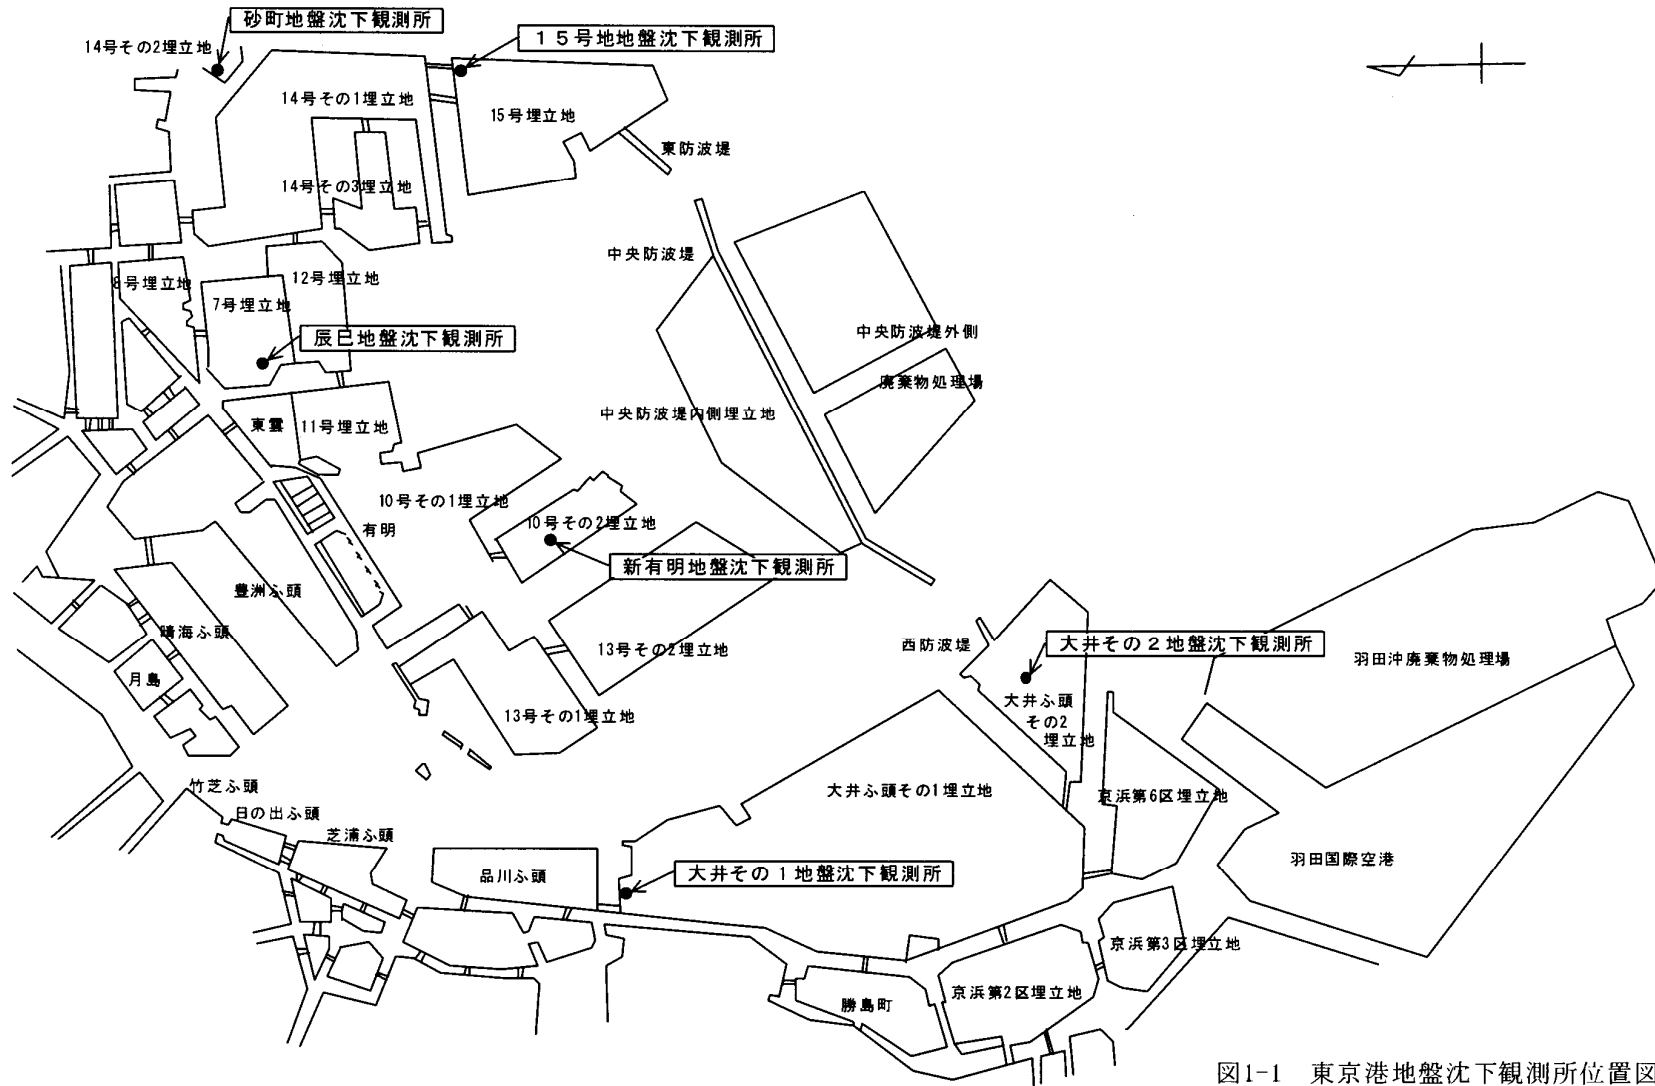 砂町地盤沈下観測所
14号その2埋立地
15号地地盤沈下観測所
14号その1埋立地
15号埋立地
東防波堤
14号その3埋立地
中央防波堤
8号埋立地
7号埋立地
12号埋立地
辰巳地盤沈下観測所
中央防波堤外側
廃棄物処理場
中央防波堤内側埋立地
東雲
11号埋立地
10号その1埋立地
10号その2埋立地
有明
新有明地盤沈下観測所
豊洲ふ頭
晴海ふ頭
月島
13号その2埋立地
13号その1埋立地
西防波堤
大井その2地盤沈下観測所
大井ふ頭
その2
埋立地
羽田沖廃棄物処理場
竹芝ふ頭
日の出ふ頭
芝浦ふ頭
大井ふ頭その1埋立地
京浜第6区埋立地
羽田国際空港
品川ふ頭
大井その1地盤沈下観測所
京浜第3区埋立地
京浜第2区埋立地
勝島町
図1-1 東京港地盤沈下観測所位置図